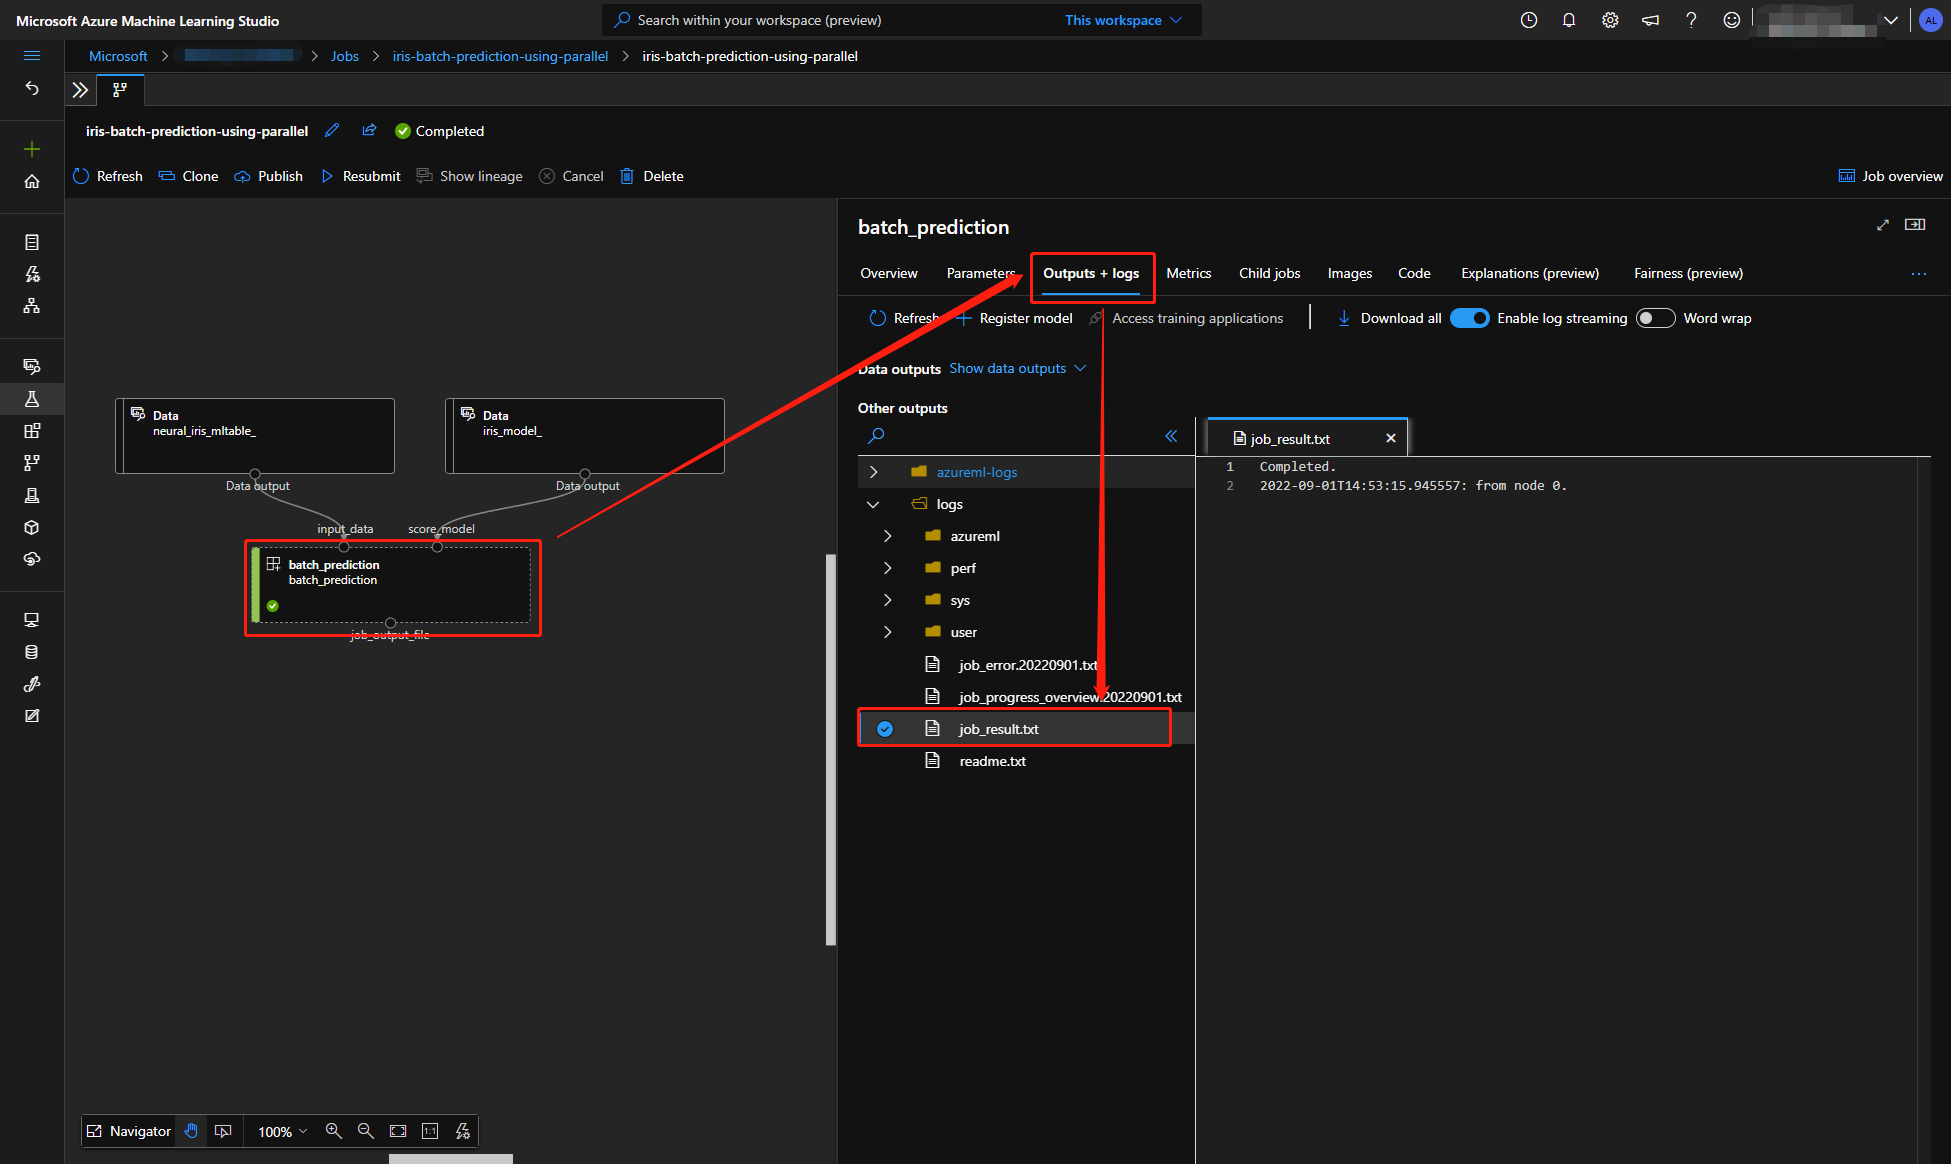 Microsoft Azure Machine Learning Studio
Search within your workspace (preview)
This workspace
AL
Microsoft > > Jobs > iris-batch-prediction-using-parallel > iris-batch-prediction-using-parallel
iris-batch-prediction-using-parallel Completed
Refresh Clone Publish Resubmit Show lineage Cancel Delete Job overview
Data
neural_iris_mltable_
Data output
Data
iris_model_
Data output
input_data
score_model
batch_prediction
batch_prediction
job_output_file
Navigator 100% 1:1
batch_prediction
Overview Parameters Outputs + logs Metrics Child jobs Images Code Explanations (preview) Fairness (preview) ...
Refresh Register model Access training applications Download all Enable log streaming Word wrap
Data outputs Show data outputs
Other outputs
azureml-logs
logs
azureml
perf
sys
user
job_error.20220901.txt
job_progress_overview.20220901.txt
job_result.txt
readme.txt
job_result.txt
1 Completed.
2 2022-09-01T14:53:15.945557: from node 0.